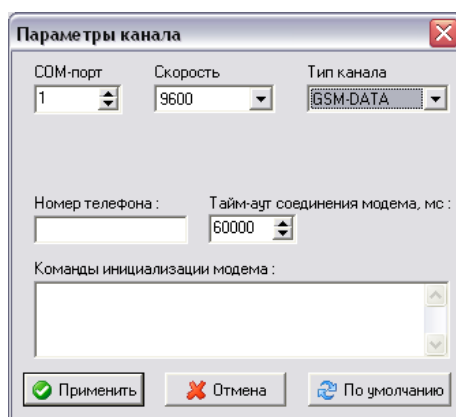 Параметры канала
COM-порт Скорость Тип канала
1 9600 GSM-DATA
Номер телефона : Тайм-аут соединения модема, мс :
60000
Команды инициализации модема :
Применить Отмена По умолчанию